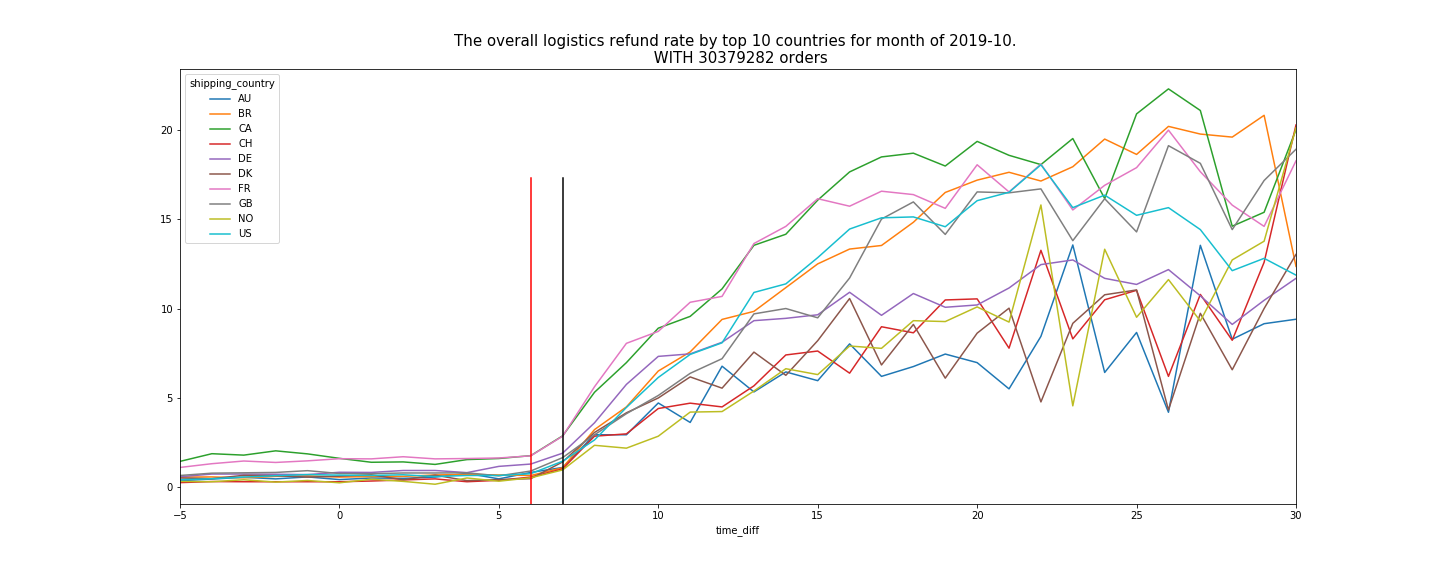 The overall logistics refund rate by top 10 countries for month of 2019-10.
WITH 30379282 orders
shipping_country
AU
BR
CA
CH
DE
DK
FR
GB
NO
US
20
15
10
5
0
−5
0
5
10
15
20
25
30
time_diff